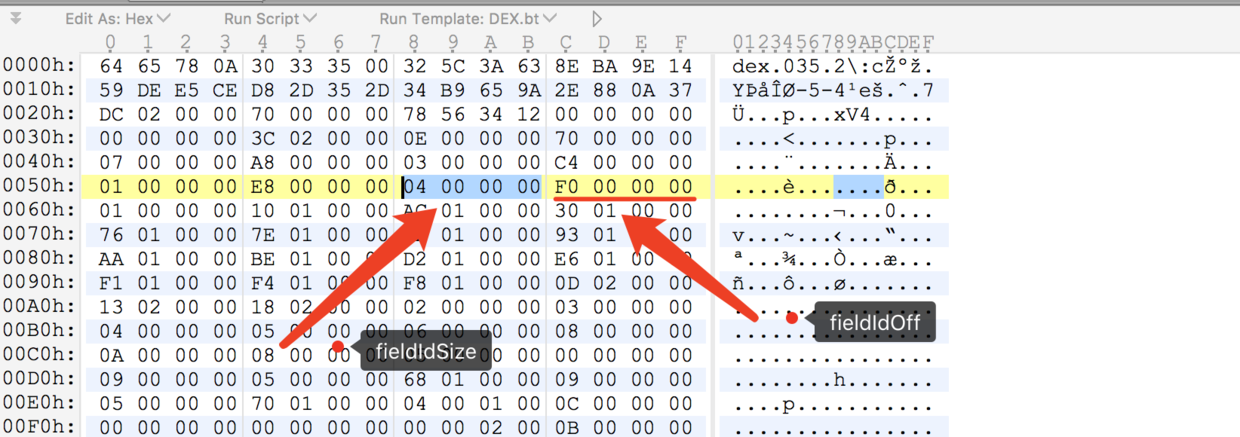 Edit As: Hex Run Script Run Template: DEX.bt
0 1 2 3 4 5 6 7 8 9 A B C D E F 0123456789ABCDEF
0000h: 64 65 78 0A 30 33 35 00 32 5C 3A 63 8E BA 9E 14 dex.035.2\:cŽºž.
0010h: 59 DE E5 CE D8 2D 35 2D 34 B9 65 9A 2E 88 0A 37 YÞåÎØ-5-4¹eš.ˆ.7
0020h: DC 02 00 00 70 00 00 00 78 56 34 12 00 00 00 00 Ü...p...xV4.....
0030h: 00 00 00 00 3C 02 00 00 0E 00 00 00 70 00 00 00 ....<.......p...
0040h: 07 00 00 00 A8 00 00 00 03 00 00 00 C4 00 00 00 ....¨.......Ä...
0050h: 01 00 00 00 E8 00 00 00 04 00 00 00 F0 00 00 00 ....è.......ð...
0060h: 01 00 00 00 10 01 00 00 AC 01 00 00 30 01 00 00 ........¬...0...
0070h: 76 01 00 00 7E 01 00 00 01 00 00 93 01 00 v...~...‹...“...
0080h: AA 01 00 00 BE 01 00 00 D2 01 00 00 E6 01 00 ª...¾...Ò...æ...
0090h: F1 01 00 00 F4 01 00 00 F8 01 00 00 0D 02 00 00 ñ...ô...ø.......
00A0h: 13 02 00 00 18 02 00 00 02 00 00 00 03 00 00 00
00B0h: 04 00 00 00 05 00 00 00 06 00 00 00 08 00 00 00
fieldIdOff
00C0h: 0A 00 00 00 08 00 00 00 00 00 00 00 00 ................
fieldIdSize
00D0h: 09 00 00 00 05 00 00 00 68 01 00 00 09 00 00 00 ........h.......
00E0h: 05 00 00 00 70 01 00 00 04 00 01 00 0C 00 00 00 ....p...........
00F0h: 00 00 00 00 00 00 00 00 00 00 02 00 0B 00 00 00 ................